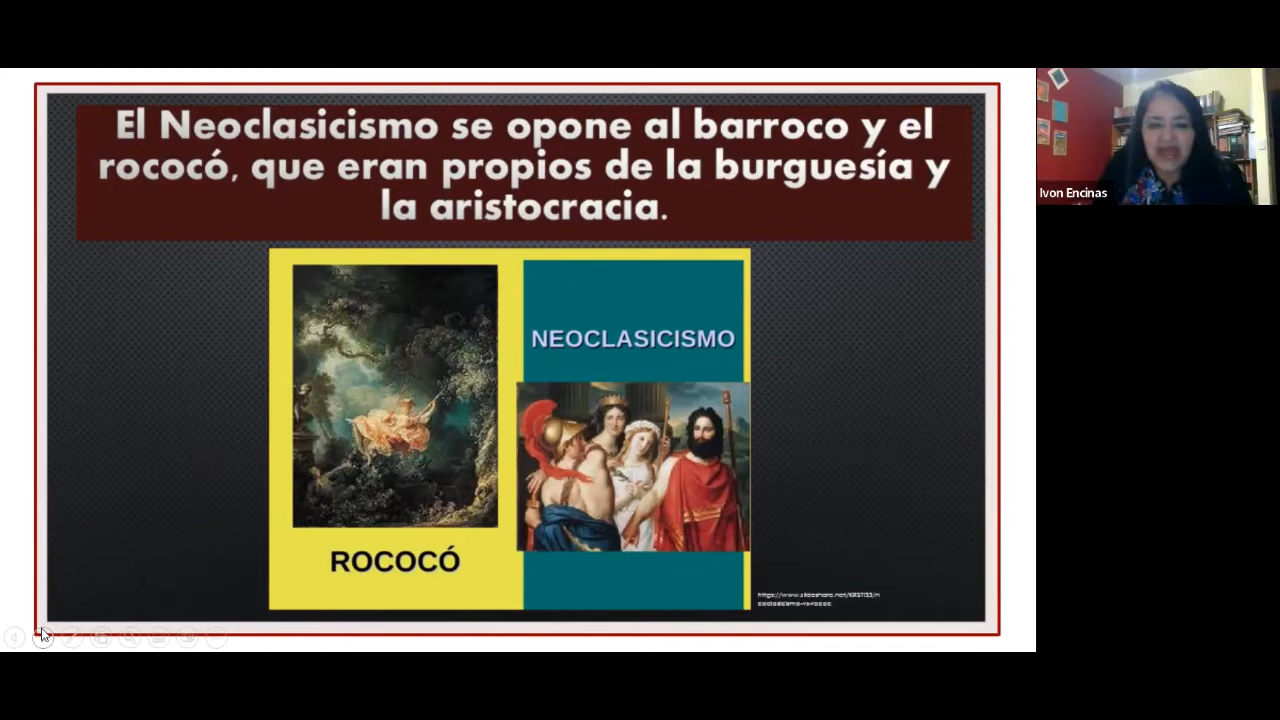 El Neoclasicismo se opone al barroco y el
rococó, que eran propios de la burguesía y
la aristocracia.
NEOCLASICISMO
ROCOCÓ
Ivon Encinas